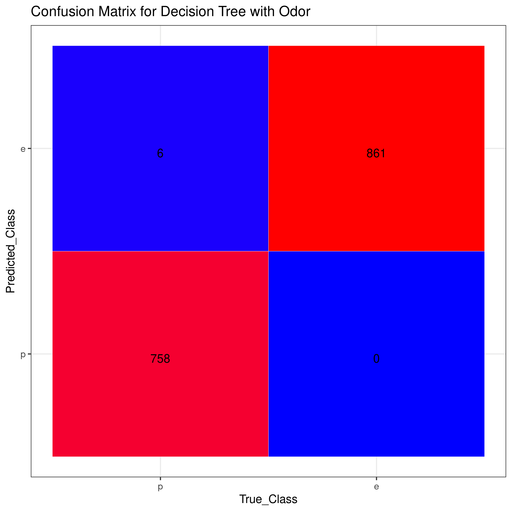 Confusion Matrix for Decision Tree with Odor
e
6
861
Predicted_Class
p
758
0
p
e
True_Class